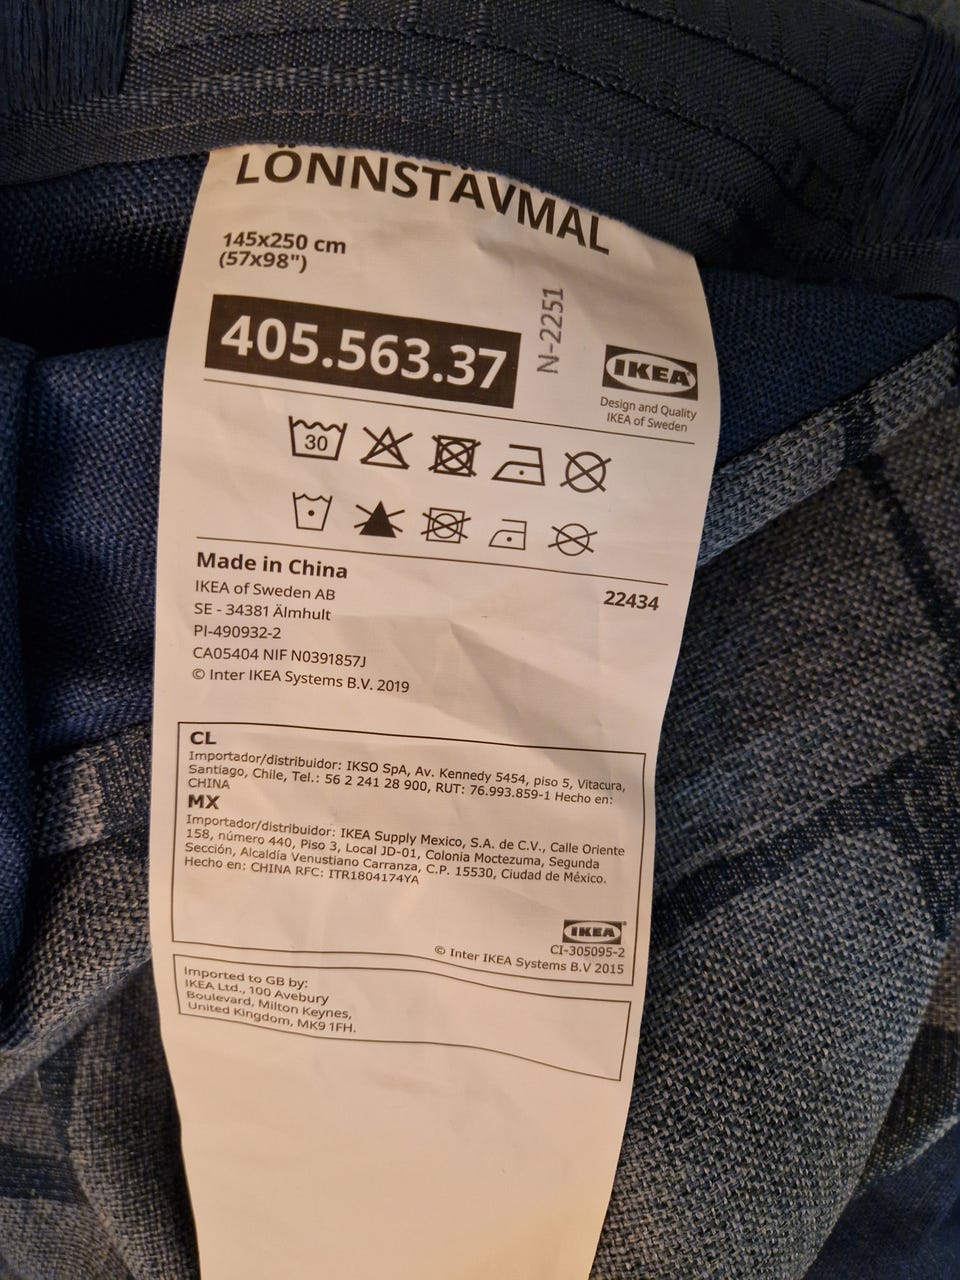 LÖNNSTÄVMAL
145x250 cm
(57x98")
405.563.37
N-2251
IKEA
Design and Quality
IKEA of Sweden
30
Made in China
IKEA of Sweden AB
SE - 34381 Älmhult
PI-490932-2
CA05404 NIF N0391857J
© Inter IKEA Systems B.V. 2019
22434
CL
Importador/distribuidor: IKSO SpA, Av. Kennedy 5454, piso 5, Vitacura,
Santiago, Chile, Tel.: 56 2 241 28 900, RUT: 76.993.859-1 Hecho en:
CHINA
MX
Importador/distribuidor: IKEA Supply Mexico, S.A. de C.V., Calle Oriente
158, número 440, Piso 3, Local JD-01, Colonia Moctezuma, Segunda
Sección, Alcaldía Venustiano Carranza, C.P. 15530, Ciudad de México.
Hecho en: CHINA RFC: ITR1804174YA
IKEA
CI-305095-2
© Inter IKEA Systems B.V 2015
Imported to GB by:
IKEA Ltd., 100 Avebury
Boulevard, Milton Keynes,
United Kingdom, MK9 1FH.